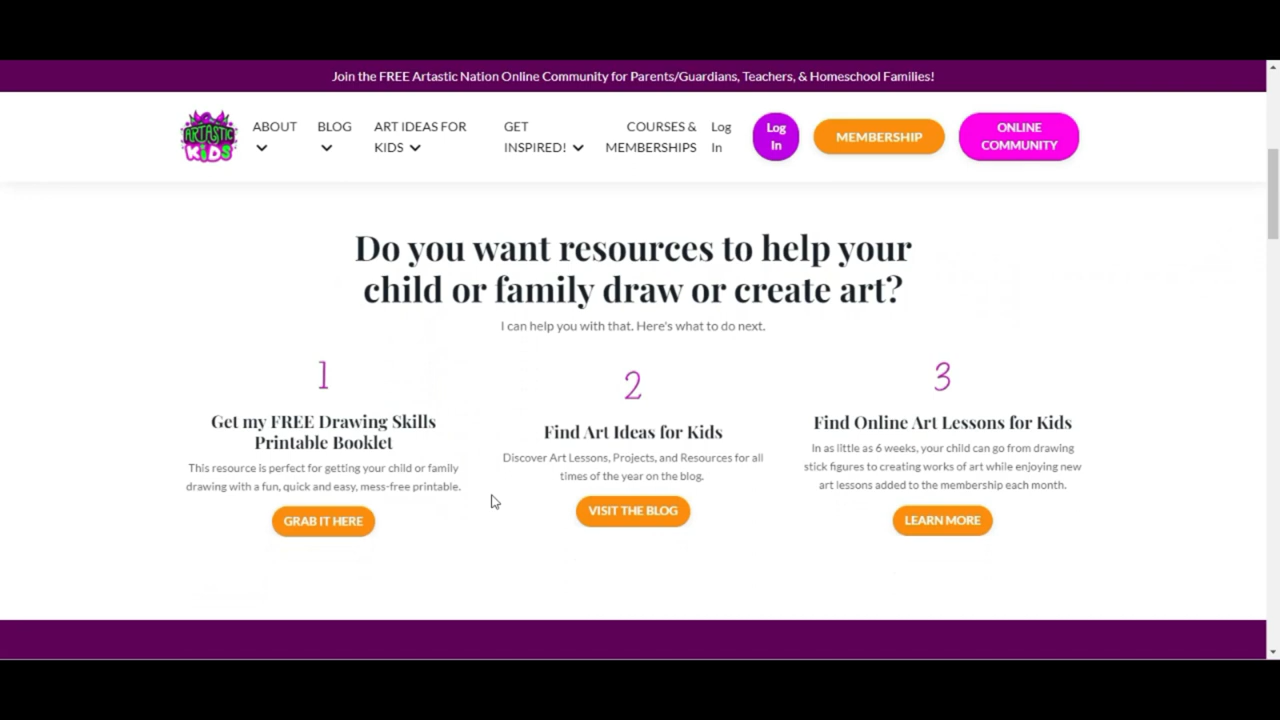 Join the FREE Artastic Nation Online Community for Parents/Guardians, Teachers, & Homeschool Families!
ARTASTIC
KiDS
ABOUT
BLOG
ART IDEAS FOR
KIDS
GET
INSPIRED!
COURSES &
MEMBERSHIPS
Log
In
Log
In
MEMBERSHIP
ONLINE
COMMUNITY
Do you want resources to help your
child or family draw or create art?
I can help you with that. Here's what to do next.
1
Get my FREE Drawing Skills
Printable Booklet
This resource is perfect for getting your child or family
drawing with a fun, quick and easy, mess-free printable.
GRAB IT HERE
2
Find Art Ideas for Kids
Discover Art Lessons, Projects, and Resources for all
times of the year on the blog.
VISIT THE BLOG
3
Find Online Art Lessons for Kids
In as little as 6 weeks, your child can go from drawing
stick figures to creating works of art while enjoying new
art lessons added to the membership each month.
LEARN MORE